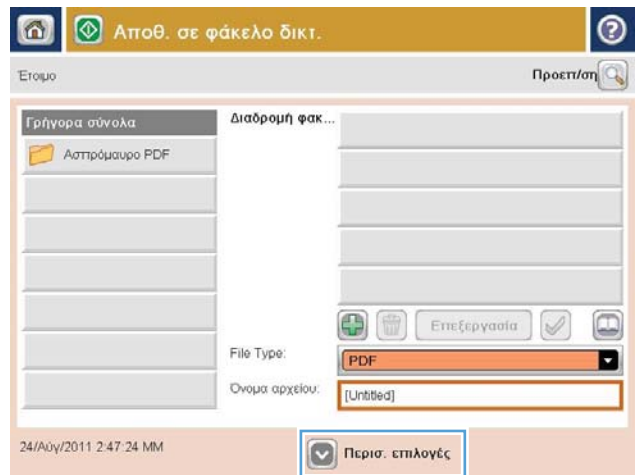 Αποθ. σε φάκελο δικτ.
Έτοιμο
Προεπ/ση
Γρήγορα σύνολα
Διαδρομή φακ...
Ασπρόμαυρο PDF
Επεξεργασία
File Type:
PDF
Όνομα αρχείου:
[Untitled]
24/Αύγ/2011 2:47:24 ΜΜ
Περισ. επιλογές